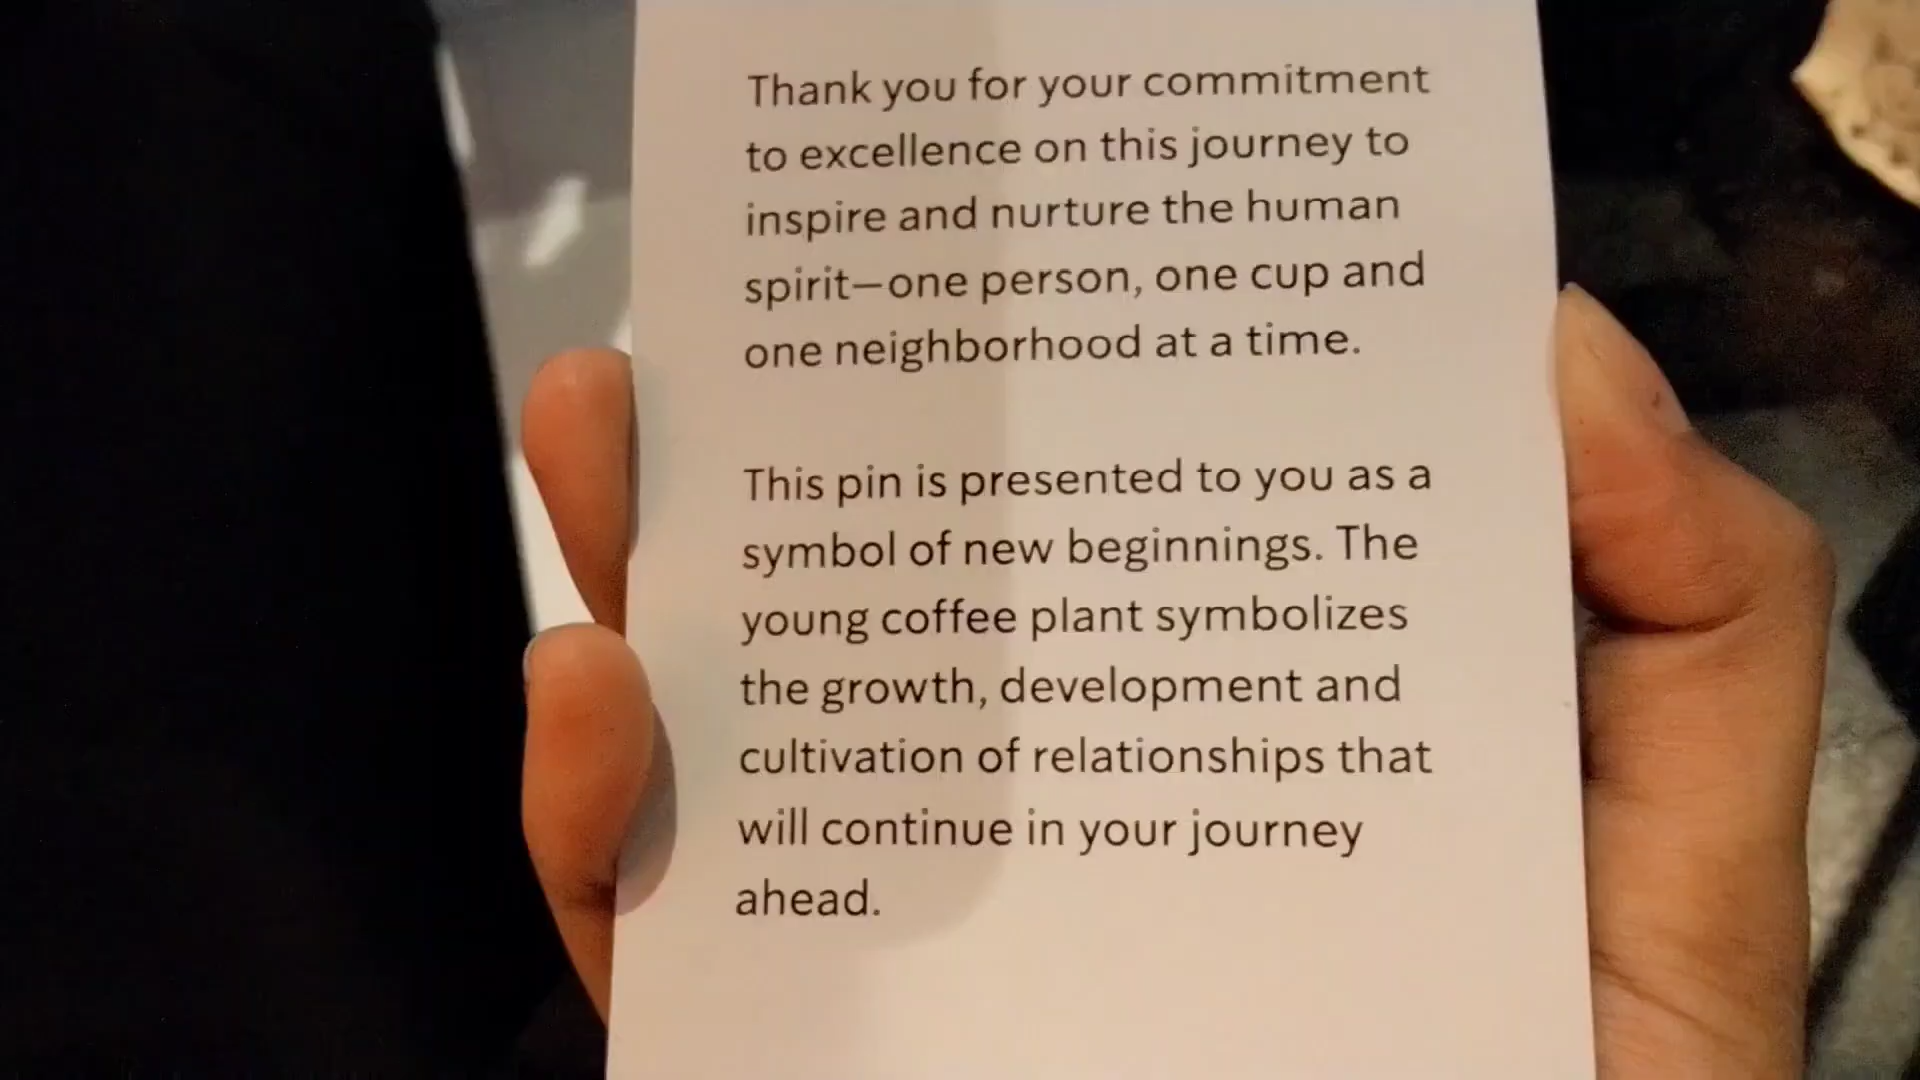 Thank you for your commitment
to excellence on this journey to
inspire and nurture the human
spirit—one person, one cup and
one neighborhood at a time.
This pin is presented to you as a
symbol of new beginnings. The
young coffee plant symbolizes
the growth, development and
cultivation of relationships that
will continue in your journey
ahead.